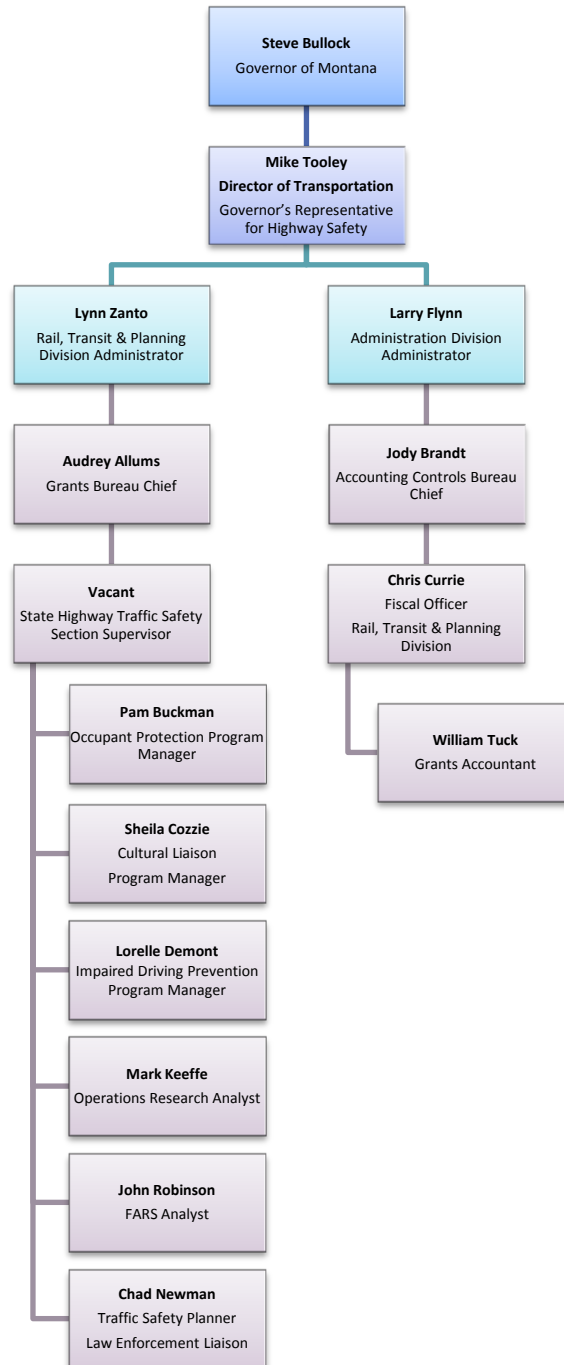 Steve Bullock
Governor of Montana
Mike Tooley
Director of Transportation
Governor’s Representative
for Highway Safety
Lynn Zanto
Rail, Transit & Planning
Division Administrator
Larry Flynn
Administration Division
Administrator
Audrey Allums
Grants Bureau Chief
Jody Brandt
Accounting Controls Bureau
Chief
Vacant
State Highway Traffic Safety
Section Supervisor
Chris Currie
Fiscal Officer
Rail, Transit & Planning
Division
Pam Buckman
Occupant Protection Program
Manager
William Tuck
Grants Accountant
Sheila Cozzie
Cultural Liaison
Program Manager
Lorelle Demont
Impaired Driving Prevention
Program Manager
Mark Keeffe
Operations Research Analyst
John Robinson
FARS Analyst
Chad Newman
Traffic Safety Planner
Law Enforcement Liaison